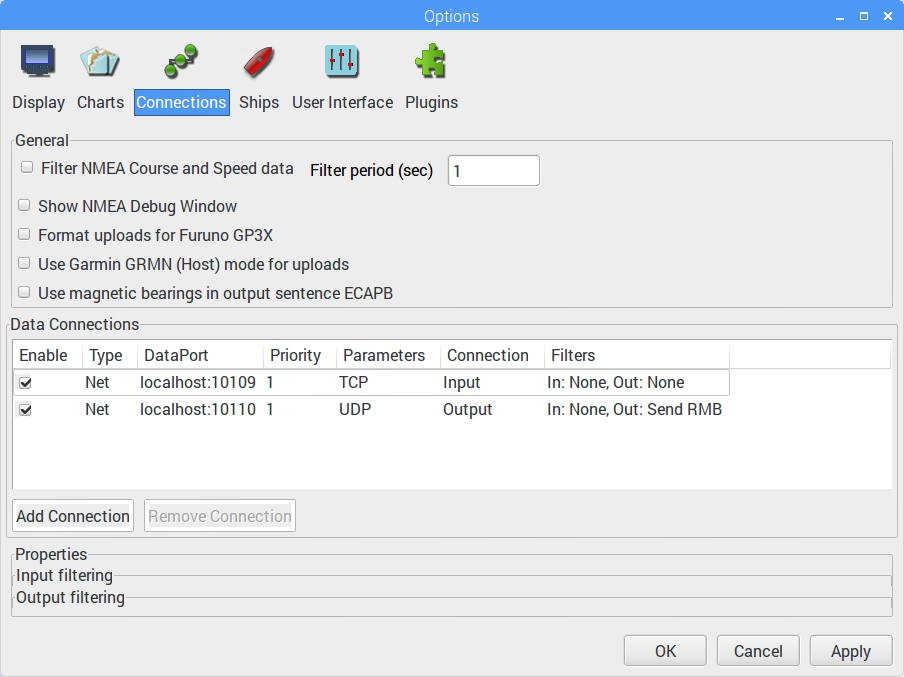 Options
Display Charts Connections Ships User Interface Plugins
General
Filter NMEA Course and Speed data Filter period (sec) 1
Show NMEA Debug Window
Format uploads for Furuno GP3X
Use Garmin GRMN (Host) mode for uploads
Use magnetic bearings in output sentence ECAPB
Data Connections
Enable Type DataPort Priority Parameters Connection Filters
Net localhost:10109 1 TCP Input In: None, Out: None
Net localhost:10110 1 UDP Output In: None, Out: Send RMB
Add Connection Remove Connection
Properties
Input filtering
Output filtering
OK Cancel Apply